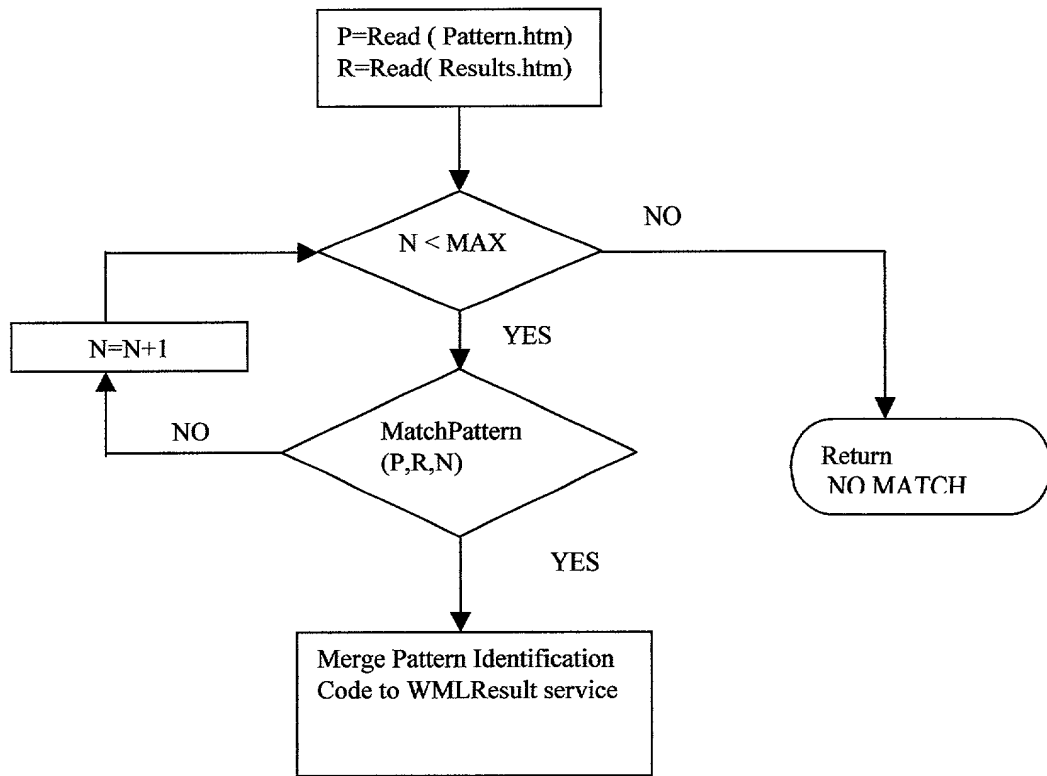 P=Read ( Pattern.htm)
R=Read( Results.htm)
N < MAX
NO
YES
N=N+1
NO
MatchPattern
(P,R,N)
Return
NO MATCH
YES
Merge Pattern Identification
Code to WMLResult service